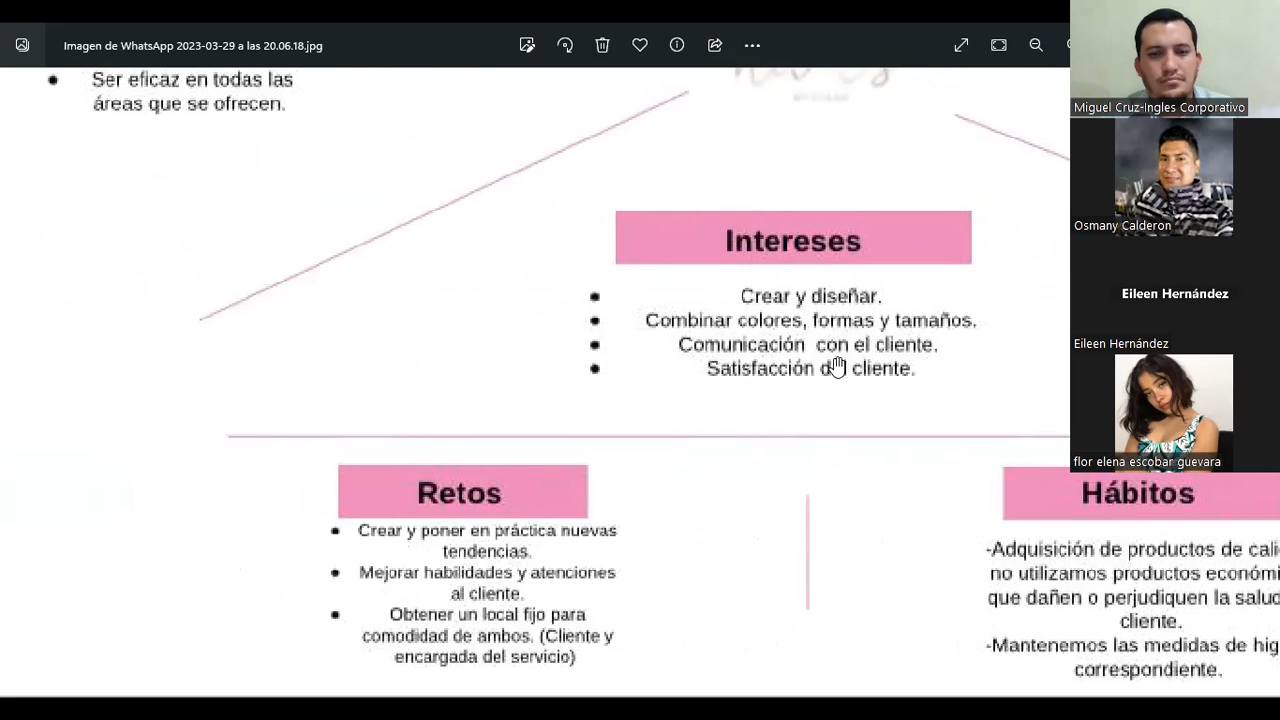 Imagen de WhatsApp 2023-03-29 a las 20.06.18.jpg
Ser eficaz en todas las
áreas que se ofrecen.
Intereses
Crear y diseñar.
Combinar colores, formas y tamaños.
Comunicación con el cliente.
Satisfacción del cliente.
Retos
Crear y poner en práctica nuevas
tendencias.
Mejorar habilidades y atenciones
al cliente.
Obtener un local fijo para
comodidad de ambos. (Cliente y
encargada del servicio)
Hábitos
-Adquisición de productos de cali
no utilizamos productos económi
que dañen o perjudiquen la salud
cliente.
-Mantenemos las medidas de hig
correspondiente.
Miguel Cruz-Ingles Corporativo
Osmany Calderon
Eileen Hernández
Eileen Hernández
flor elena escobar guevara